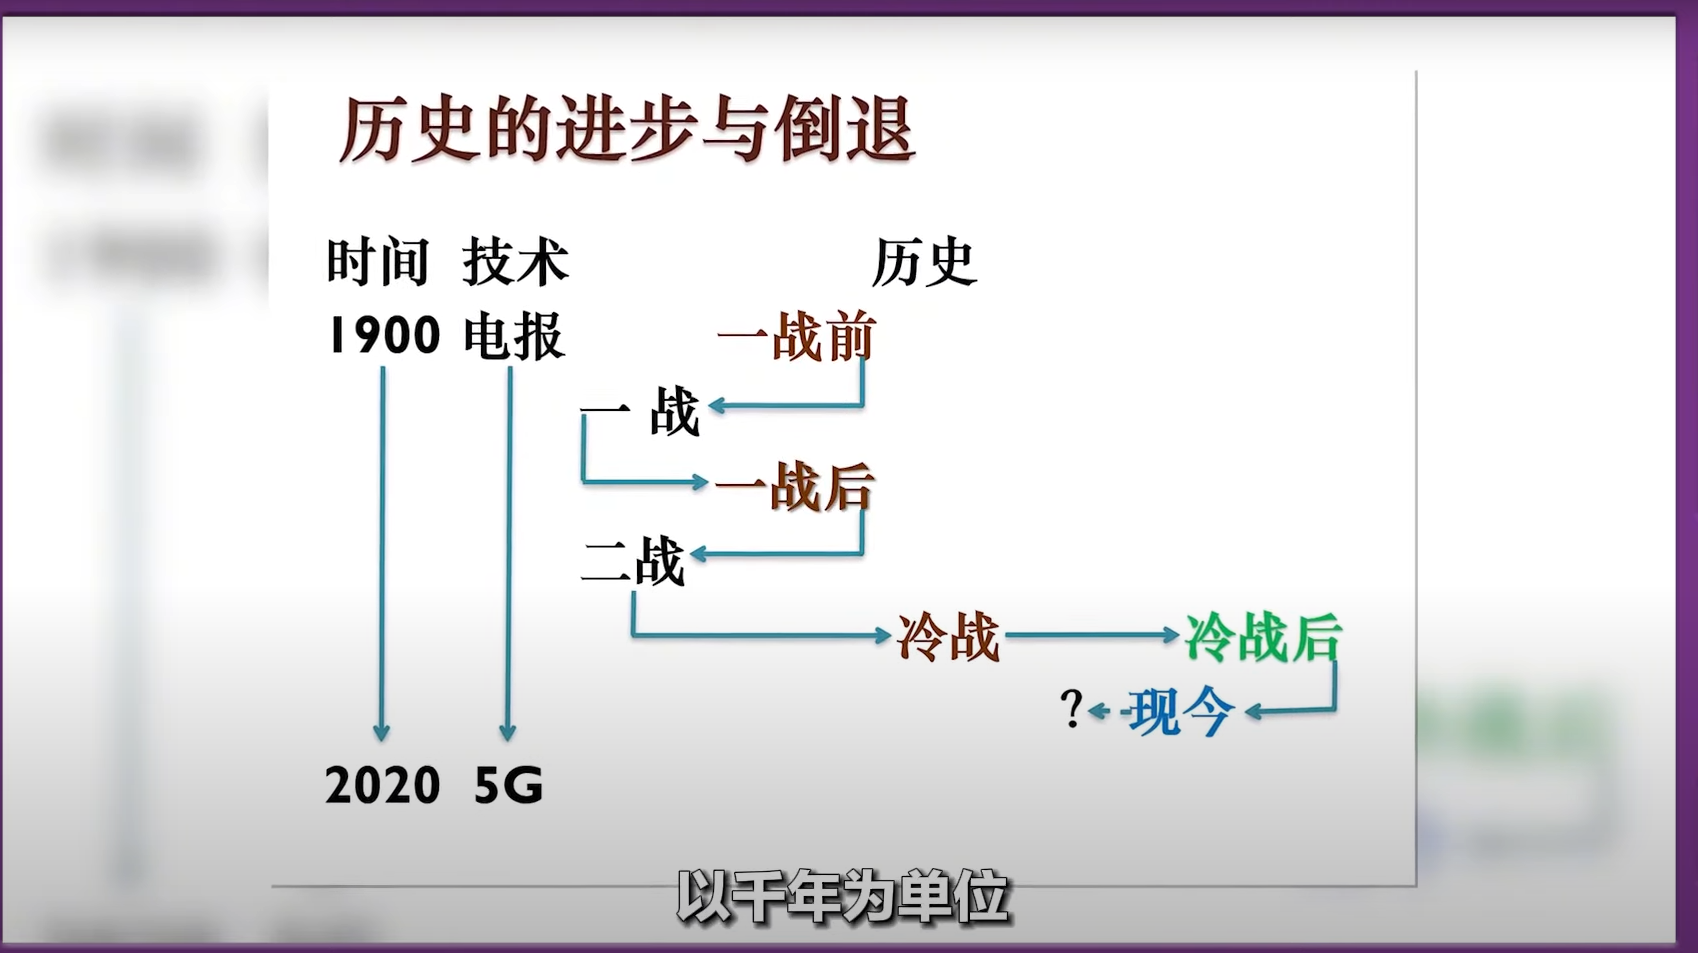 历史的进步与倒退
时间 技术 历史
1900 电报 一战前
一 战
一战后
二战
冷战 冷战后
? 现今
2020 5G
以千年为单位